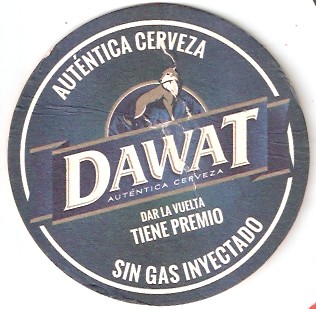 AUTÉNTICA CERVEZA
DAWAT
AUTÉNTICA CERVEZA
DAR LA VUELTA
TIENE PREMIO
SIN GAS INYECTADO